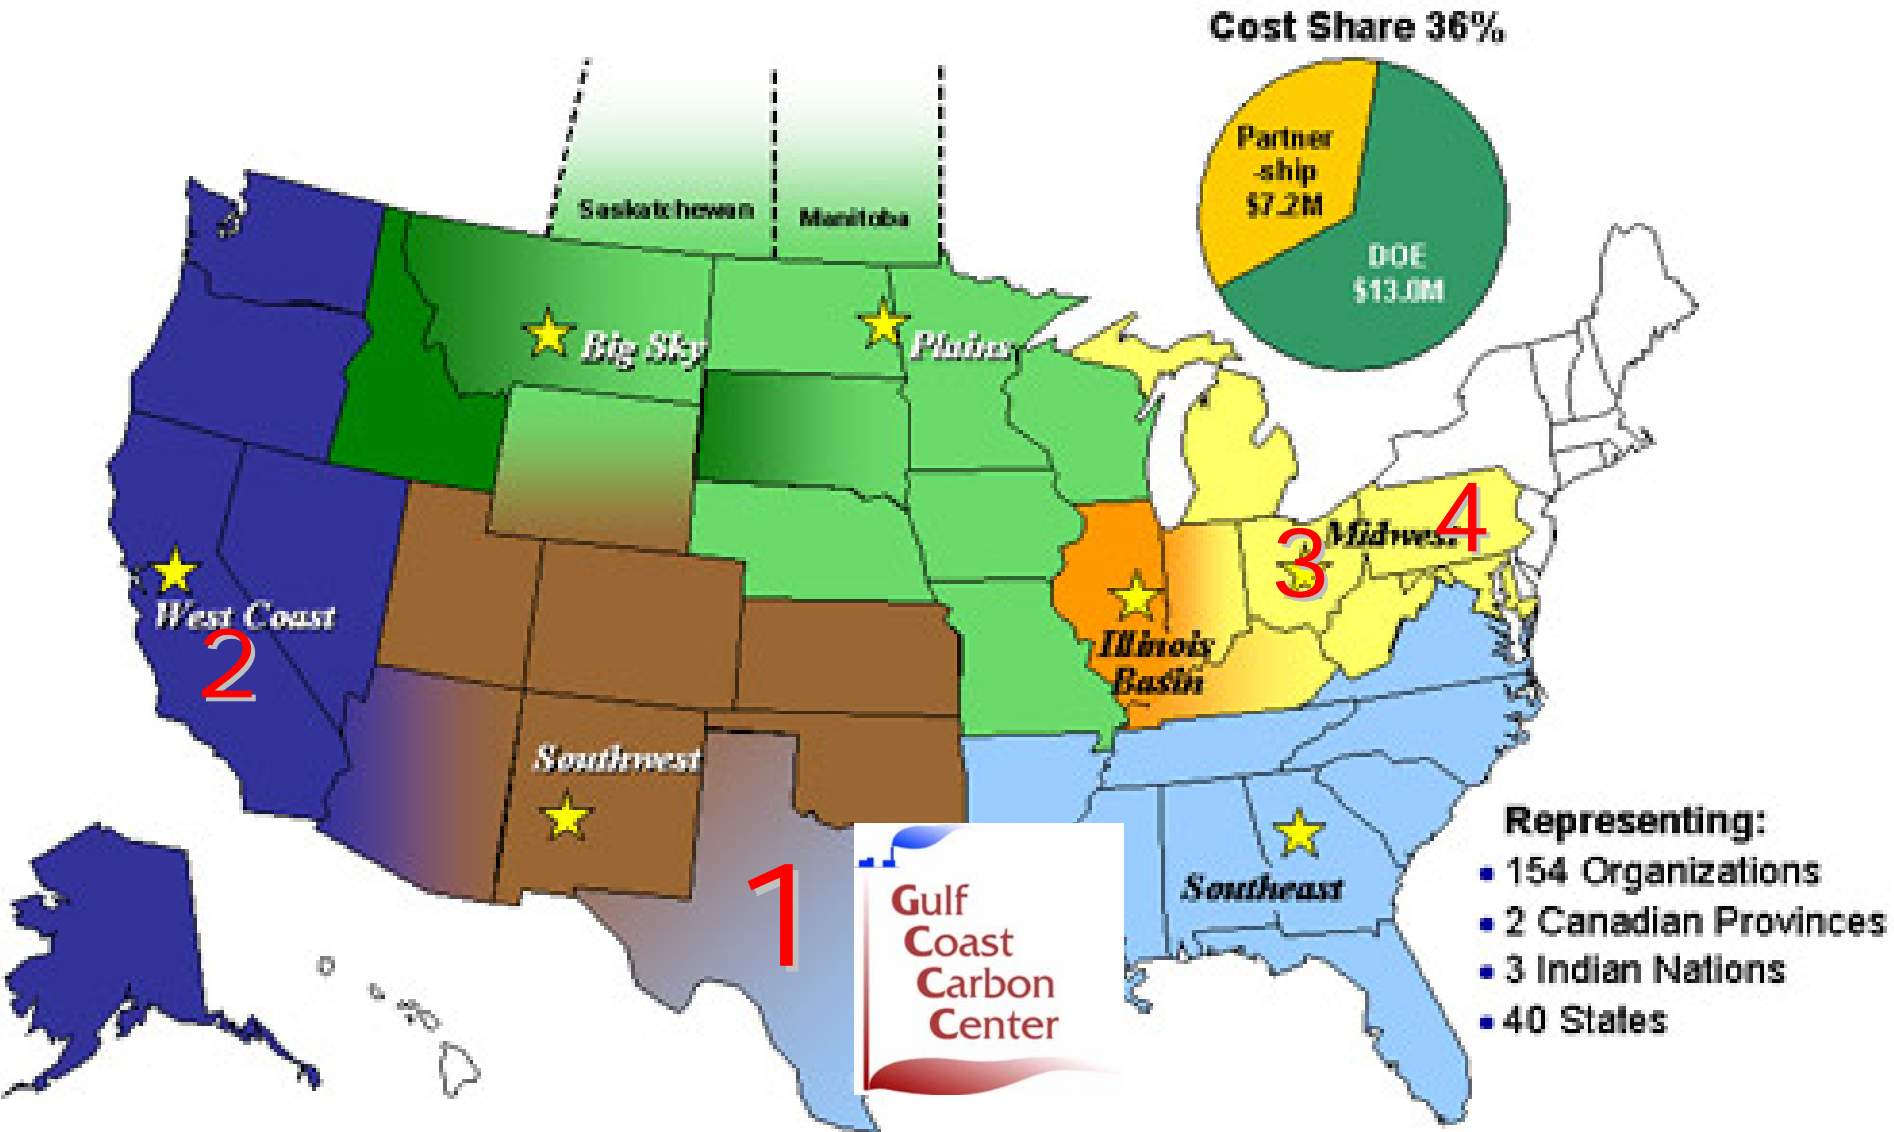 Cost Share 36%
Partner
-ship
$7.2M
DOE
$13.0M
Saskatchewan
Manitoba
Big Sky
Plains
Midwest
4
3
West Coast
2
Illinois
Basin
Southwest
1
Gulf
Coast
Carbon
Center
Southeast
Representing:
• 154 Organizations
• 2 Canadian Provinces
• 3 Indian Nations
• 40 States